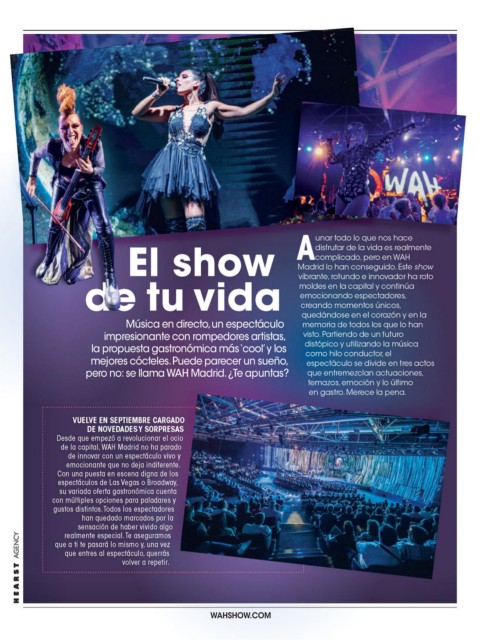 WAH
El show
de tu vida
Música en directo, un espectáculo
impresionante con rompedores artistas,
la propuesta gastronómica más 'cool' y los
mejores cócteles. Puede parecer un sueño,
pero no: se llama WAH Madrid. ¿Te apuntas?
Aunar todo lo que nos hace
disfrutar de la vida es realmente
complicado, pero en WAH
Madrid lo han conseguido. Este show
vibrante, rotundo e innovador ha roto
moldes en la capital y continúa
emocionando espectadores,
creando momentos únicos,
quedándose en el corazón y en la
memoria de todos los que lo han
visto. Partiendo de un futuro
distópico y utilizando la música
como hilo conductor, el
espectáculo se divide en tres actos
que entremezclan actuaciones,
temazos, emoción y lo último
en gastro. Merece la pena.
VUELVE EN SEPTIEMBRE CARGADO
DE NOVEDADES Y SORPRESAS
Desde que empezó a revolucionar el ocio
de la capital, WAH Madrid no ha parado
de innovar con un espectáculo vivo y
emocionante que no deja indiferente.
Con una puesta en escena digna de los
espectáculos de Las Vegas o Broadway,
su variada oferta gastronómica cuenta
con múltiples opciones para paladares y
gustos distintos. Todos los espectadores
han quedado marcados por la
sensación de haber vivido algo
realmente especial. Te aseguramos
que a ti te pasará lo mismo y, una vez
que entres al espectáculo, querrás
volver a repetir.
HEARST AGENCY
WAHSHOW.COM